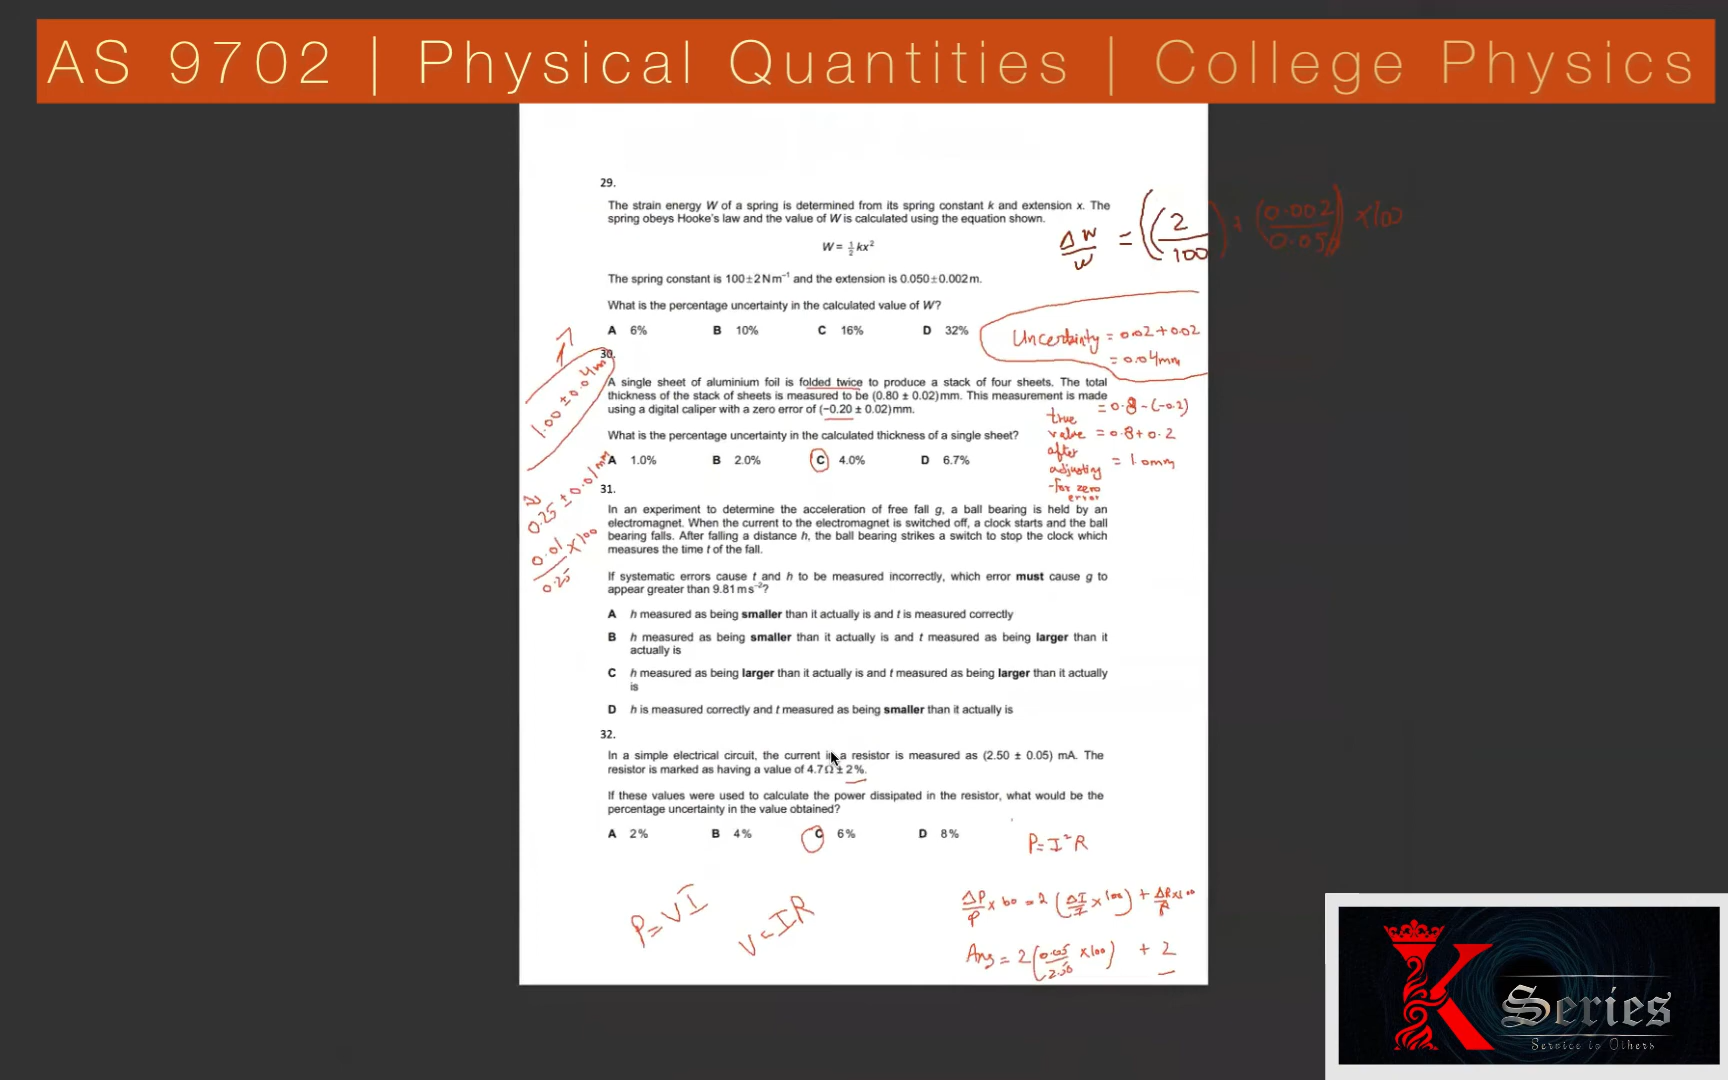 AS 9702 | Physical Quantities | College Physics
29.
The strain energy W of a spring is determined from its spring constant k and extension x. The
spring obeys Hooke's law and the value of W is calculated using the equation shown.
W = ½ kx²
The spring constant is 100±2Nm⁻¹ and the extension is 0.050±0.002m.
What is the percentage uncertainty in the calculated value of W?
A 6% B 10% C 16% D 32%
ΔW/W = ((2/100) + (0.002/0.050)) ×100
Uncertainty = 0.02 + 0.02
= 0.04mm
30.
A single sheet of aluminium foil is folded twice to produce a stack of four sheets. The total
thickness of the stack of sheets is measured to be (0.80 ± 0.02)mm. This measurement is made
using a digital caliper with a zero error of (−0.20 ± 0.02)mm.
What is the percentage uncertainty in the calculated thickness of a single sheet?
A 1.0% B 2.0% C 4.0% D 6.7%
true value after adjusting -for zero error
= 0.8 - (-0.2)
= 0.8 + 0.2
= 1.0mm
1.00 ± 0.04mm
0.25 ± 0.01mm
0.01/0.25 × 100
31.
In an experiment to determine the acceleration of free fall g, a ball bearing is held by an
electromagnet. When the current to the electromagnet is switched off, a clock starts and the ball
bearing falls. After falling a distance h, the ball bearing strikes a switch to stop the clock which
measures the time t of the fall.
If systematic errors cause t and h to be measured incorrectly, which error must cause g to
appear greater than 9.81ms⁻²?
A h measured as being smaller than it actually is and t is measured correctly
B h measured as being smaller than it actually is and t measured as being larger than it
actually is
C h measured as being larger than it actually is and t measured as being larger than it actually
is
D h is measured correctly and t measured as being smaller than it actually is
32.
In a simple electrical circuit, the current in a resistor is measured as (2.50 ± 0.05) mA. The
resistor is marked as having a value of 4.7Ω± 2%.
If these values were used to calculate the power dissipated in the resistor, what would be the
percentage uncertainty in the value obtained?
A 2% B 4% C 6% D 8%
P = I²R
P = VI
V = IR
ΔP/P × 100 = 2 (ΔI/I × 100) + ΔR/R × 100
Ans = 2(0.05/2.50 ×100) + 2
K Series
Service to Others